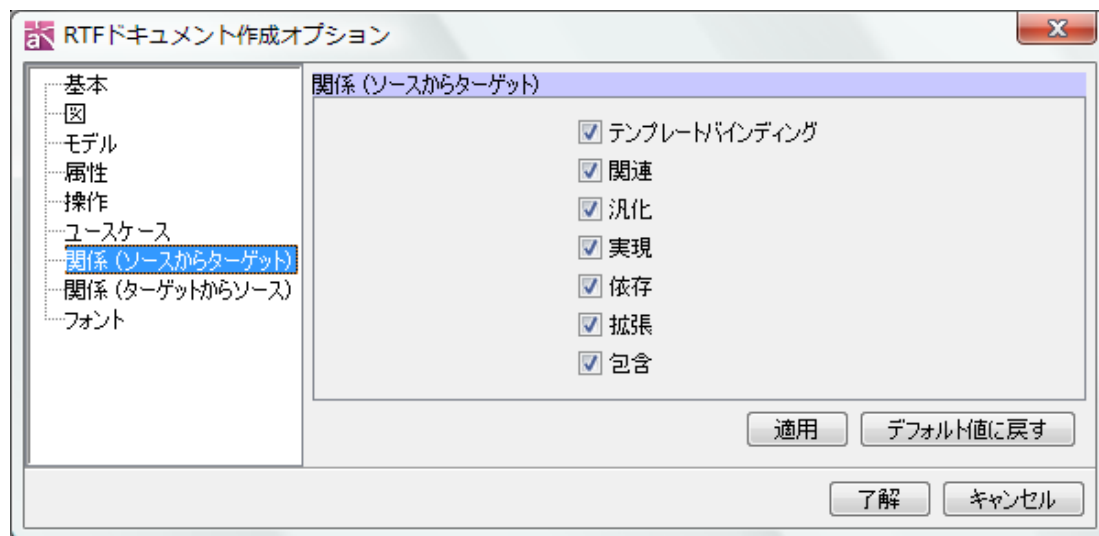 RTFドキュメント作成オプション
基本
図
モデル
属性
操作
ユースケース
関係 (ソースからターゲット)
関係 (ターゲットからソース)
フォント
関係 (ソースからターゲット)
テンプレートバインディング
関連
汎化
実現
依存
拡張
包含
適用
デフォルト値に戻す
了解
キャンセル